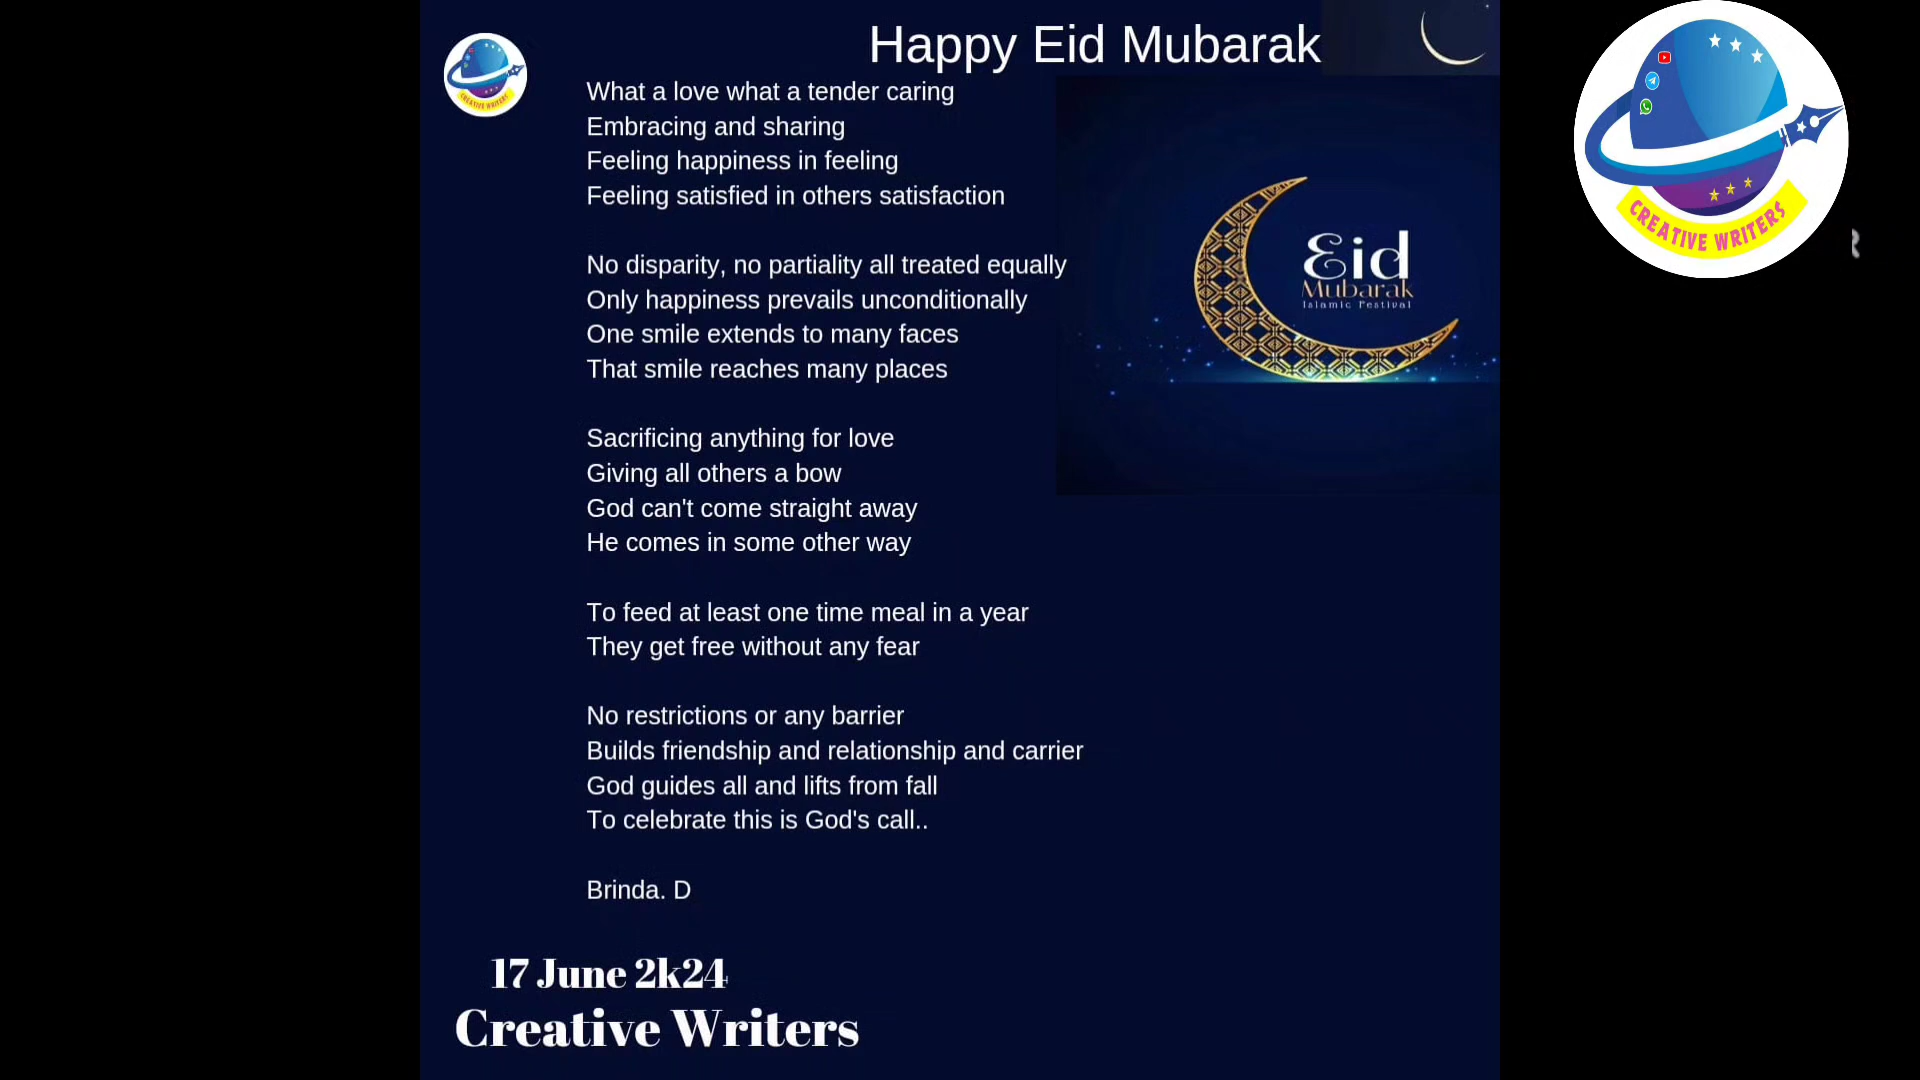 Happy Eid Mubarak
What a love what a tender caring
Embracing and sharing
Feeling happiness in feeling
Feeling satisfied in others satisfaction
No disparity, no partiality all treated equally
Only happiness prevails unconditionally
One smile extends to many faces
That smile reaches many places
Sacrificing anything for love
Giving all others a bow
God can't come straight away
He comes in some other way
To feed at least one time meal in a year
They get free without any fear
No restrictions or any barrier
Builds friendship and relationship and carrier
God guides all and lifts from fall
To celebrate this is God's call..
Brinda. D
17 June 2k24
Creative Writers
Eid
Mubarak
Islamic Festival
CREATIVE WRITERS
CREATIVE WRITERS
R